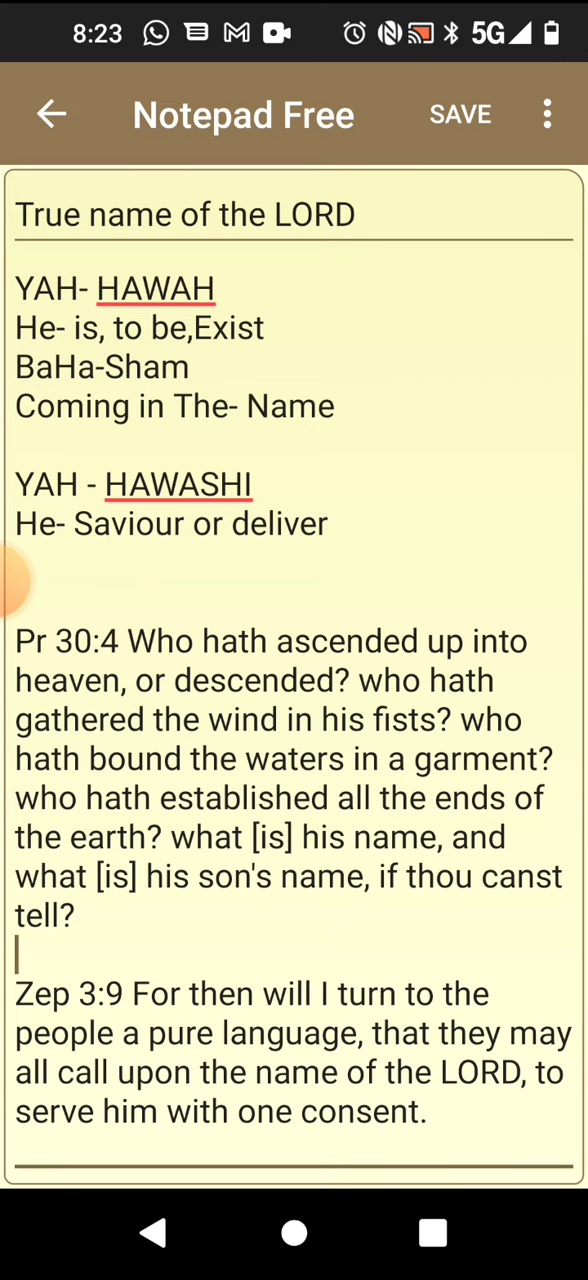 8:23 5G
Notepad Free SAVE
True name of the LORD
YAH- HAWAH
He- is, to be,Exist
BaHa-Sham
Coming in The- Name
YAH - HAWASHI
He- Saviour or deliver
Pr 30:4 Who hath ascended up into
heaven, or descended? who hath
gathered the wind in his fists? who
hath bound the waters in a garment?
who hath established all the ends of
the earth? what [is] his name, and
what [is] his son's name, if thou canst
tell?
Zep 3:9 For then will I turn to the
people a pure language, that they may
all call upon the name of the LORD, to
serve him with one consent.